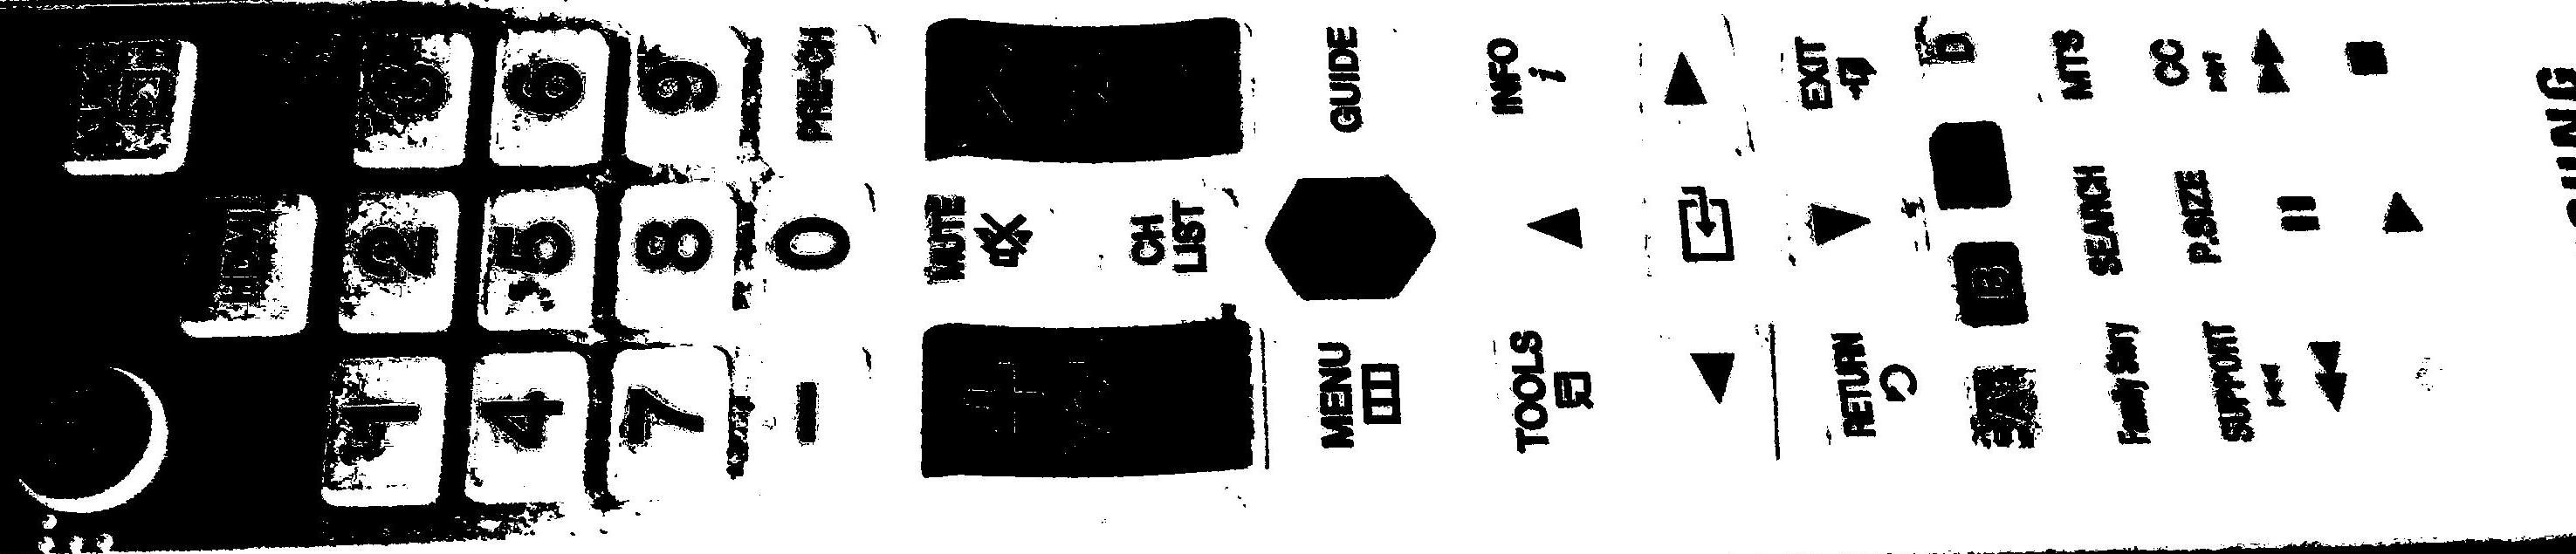 HDMI
1 2 3
4 5 6
7 8 9
- 0 PRE-CH
MUTE
CH LIST
MENU GUIDE
TOOLS INFO
i
RETURN EXIT
B D
Family Story SEARCH MTS
SUPPORT P.SIZE CC